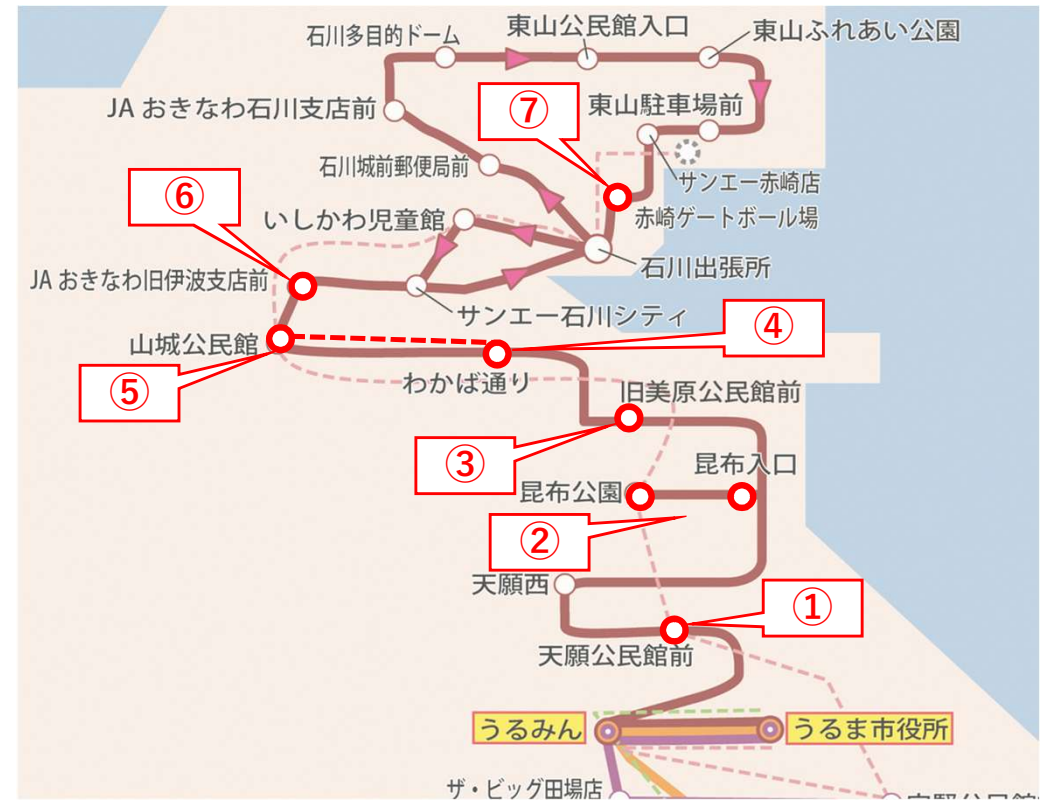 石川多目的ドーム
東山公民館入口
東山ふれあい公園
JA おきなわ石川支店前
⑦
東山駐車場前
石川城前郵便局前
サンエー赤崎店
⑥
いしかわ児童館
赤崎ゲートボール場
JA おきなわ旧伊波支店前
石川出張所
サンエー石川シティ
④
山城公民館
⑤
わかば通り
旧美原公民館前
③
昆布入口
昆布公園
②
天願西
①
天願公民館前
うるみん
うるま市役所
ザ・ビッグ田場店